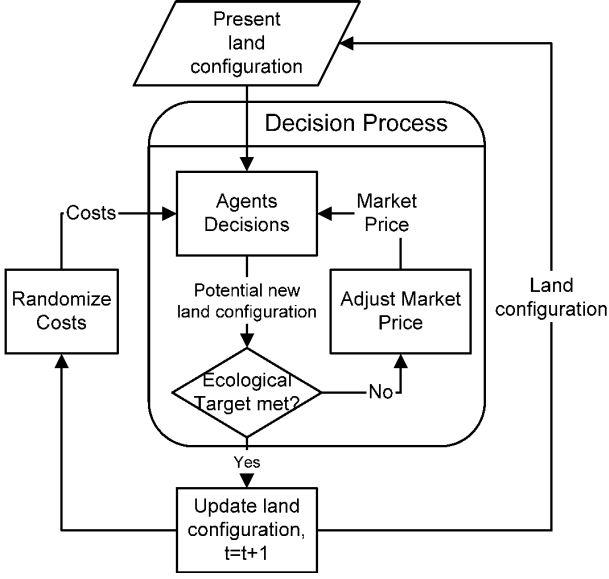 Present
land
configuration
Decision Process
Costs
Agents
Decisions
Market
Price
Randomize
Costs
Potential new
land configuration
Adjust Market
Price
Land
configuration
Ecological
Target met?
No
Yes
Update land
configuration,
t=t+1